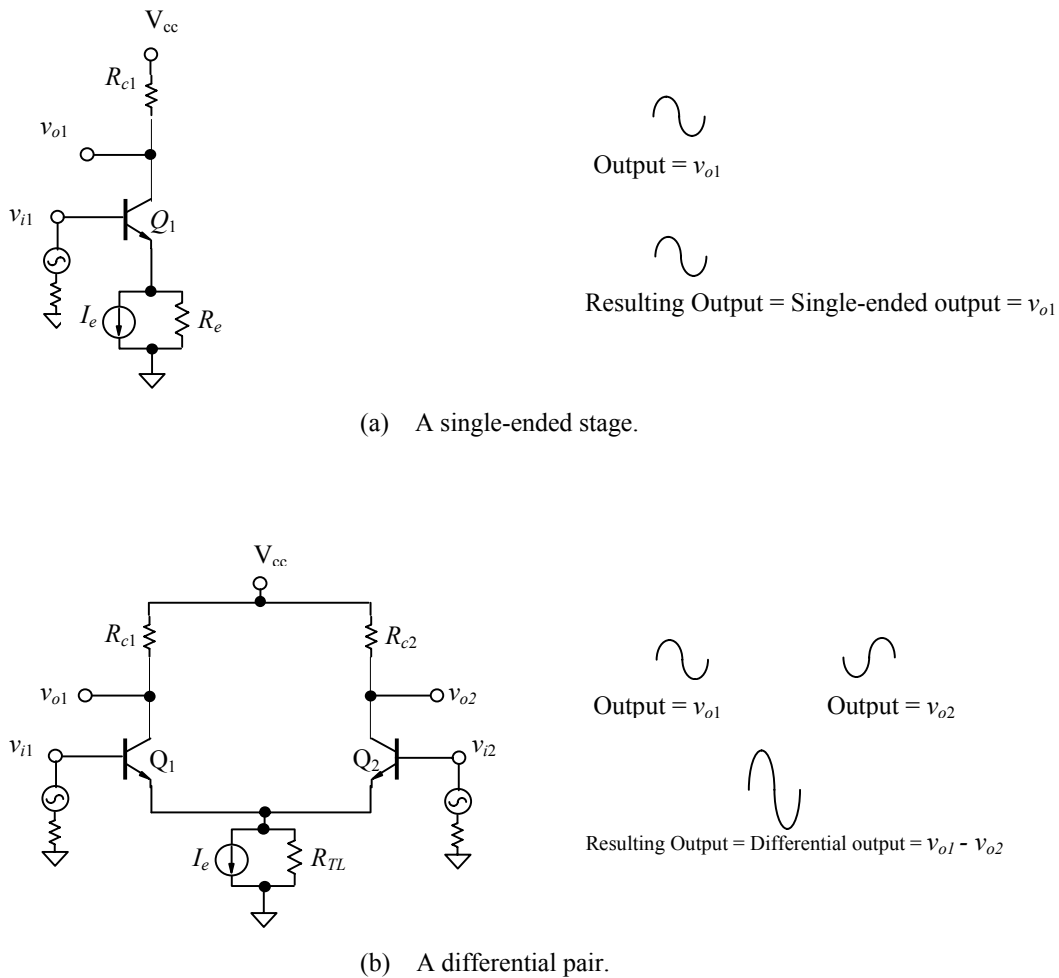 Vcc
Rc1
vo1
vi1
Q1
Ie
Re
Output = vo1
Resulting Output = Single-ended output = vo1
(a) A single-ended stage.
Vcc
Rc1
Rc2
vo1
vo2
vi1
Q1
Q2
vi2
Ie
RTL
Output = vo1
Output = vo2
Resulting Output = Differential output = vo1 - vo2
(b) A differential pair.